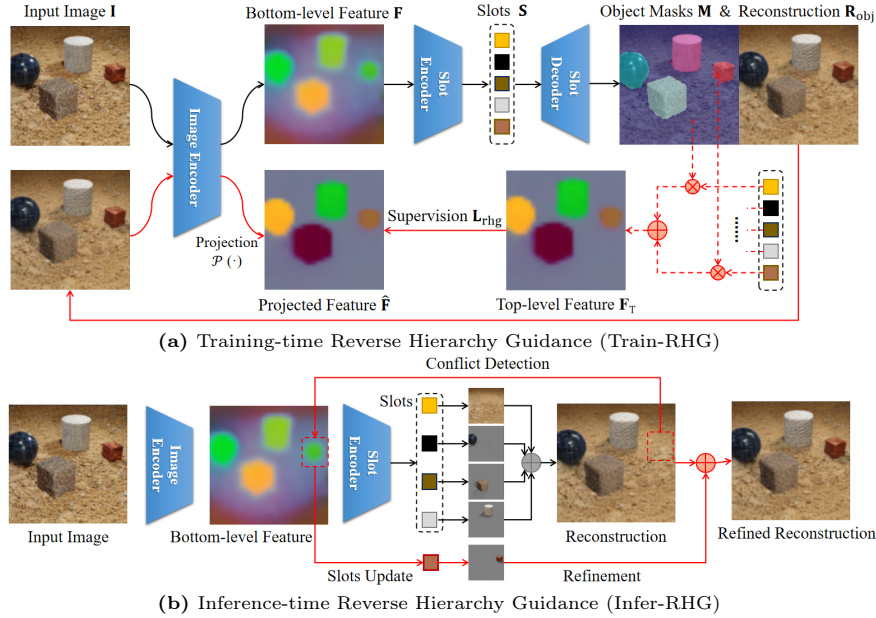 Input Image I
Bottom-level Feature F
Slots S
Object Masks M & Reconstruction R_obj
Image Encoder
Slot Encoder
Slot Decoder
Projection
𝒫 (·)
Supervision L_rhg
Projected Feature F̂
Top-level Feature F_T
(a) Training-time Reverse Hierarchy Guidance (Train-RHG)
Conflict Detection
Slots
Image Encoder
Slot Encoder
Input Image
Bottom-level Feature
Reconstruction
Refined Reconstruction
Slots Update
Refinement
(b) Inference-time Reverse Hierarchy Guidance (Infer-RHG)